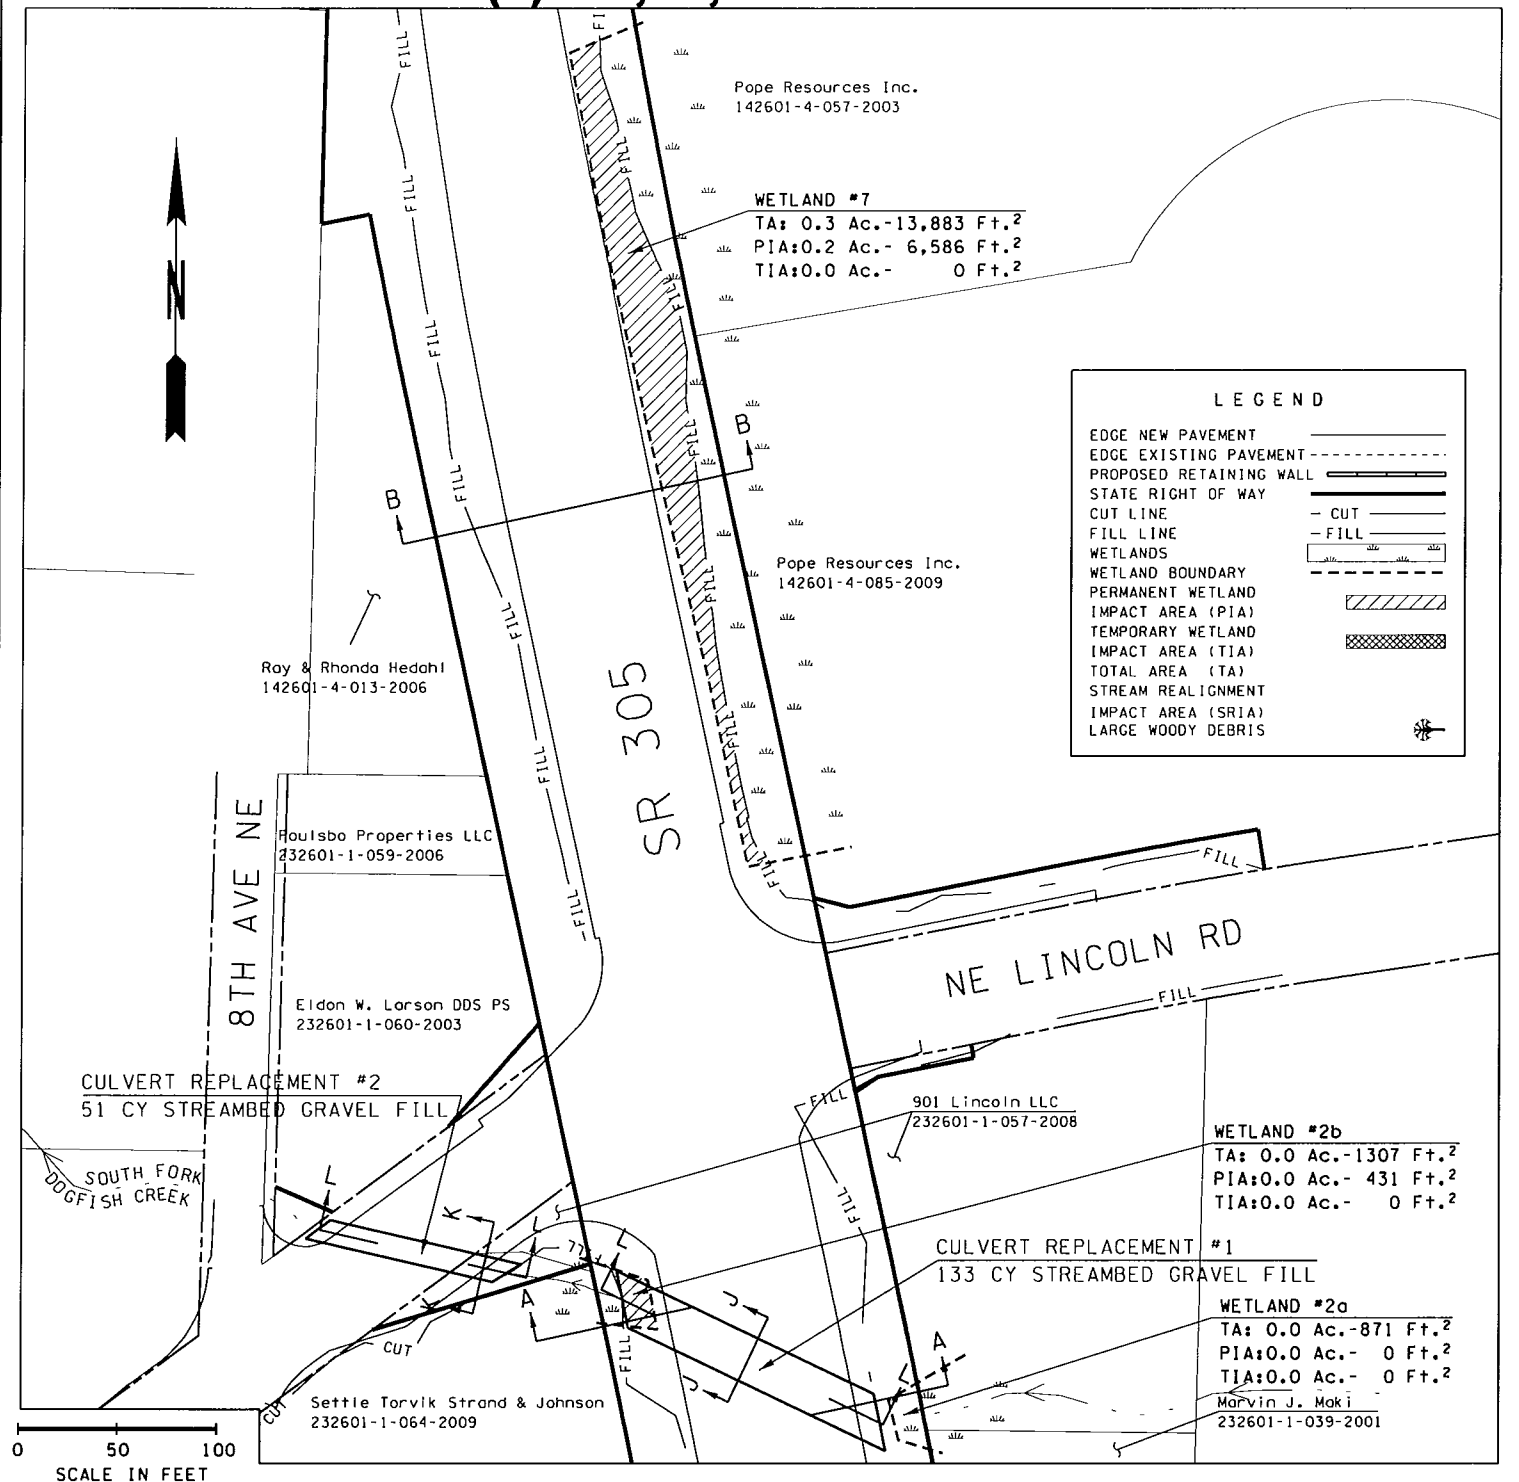 Pope Resources Inc.
142601-4-057-2003
FILL
FILL
FILL
FILL
N
WETLAND #7
TA: 0.3 Ac.-13,883 Ft.²
PIA:0.2 Ac.- 6,586 Ft.²
TIA:0.0 Ac.- 0 Ft.²
FILL
FILL
LEGEND
EDGE NEW PAVEMENT
EDGE EXISTING PAVEMENT
PROPOSED RETAINING WALL
STATE RIGHT OF WAY
CUT LINE - CUT
FILL LINE - FILL
WETLANDS
WETLAND BOUNDARY
PERMANENT WETLAND
IMPACT AREA (PIA)
TEMPORARY WETLAND
IMPACT AREA (TIA)
TOTAL AREA (TA)
STREAM REALIGNMENT
IMPACT AREA (SRIA)
LARGE WOODY DEBRIS
B
B
FILL
FILL
Pope Resources Inc.
142601-4-085-2009
FILL
FILL
Ray & Rhonda Hedahl
142601-4-013-2006
SR 305
FILL
FILL
8TH AVE NE
Poulsbo Properties LLC
232601-1-059-2006
FILL
FILL
FILL
NE LINCOLN RD
FILL
Eldon W. Larson DDS PS
232601-1-060-2003
CULVERT REPLACEMENT #2
51 CY STREAMBED GRAVEL FILL
FILL
901 Lincoln LLC
232601-1-057-2008
WETLAND #2b
TA: 0.0 Ac.-1307 Ft.²
PIA:0.0 Ac.- 431 Ft.²
TIA:0.0 Ac.- 0 Ft.²
SOUTH FORK
DOGFISH CREEK
L
K
L
FILL
L
FILL
CULVERT REPLACEMENT #1
133 CY STREAMBED GRAVEL FILL
K
A
J
WETLAND #2a
TA: 0.0 Ac.-871 Ft.²
PIA:0.0 Ac.- 0 Ft.²
TIA:0.0 Ac.- 0 Ft.²
CUT
FILL
J
L
A
Marvin J. Maki
232601-1-039-2001
Settle Torvik Strand & Johnson
232601-1-064-2009
CUT
0 50 100
SCALE IN FEET